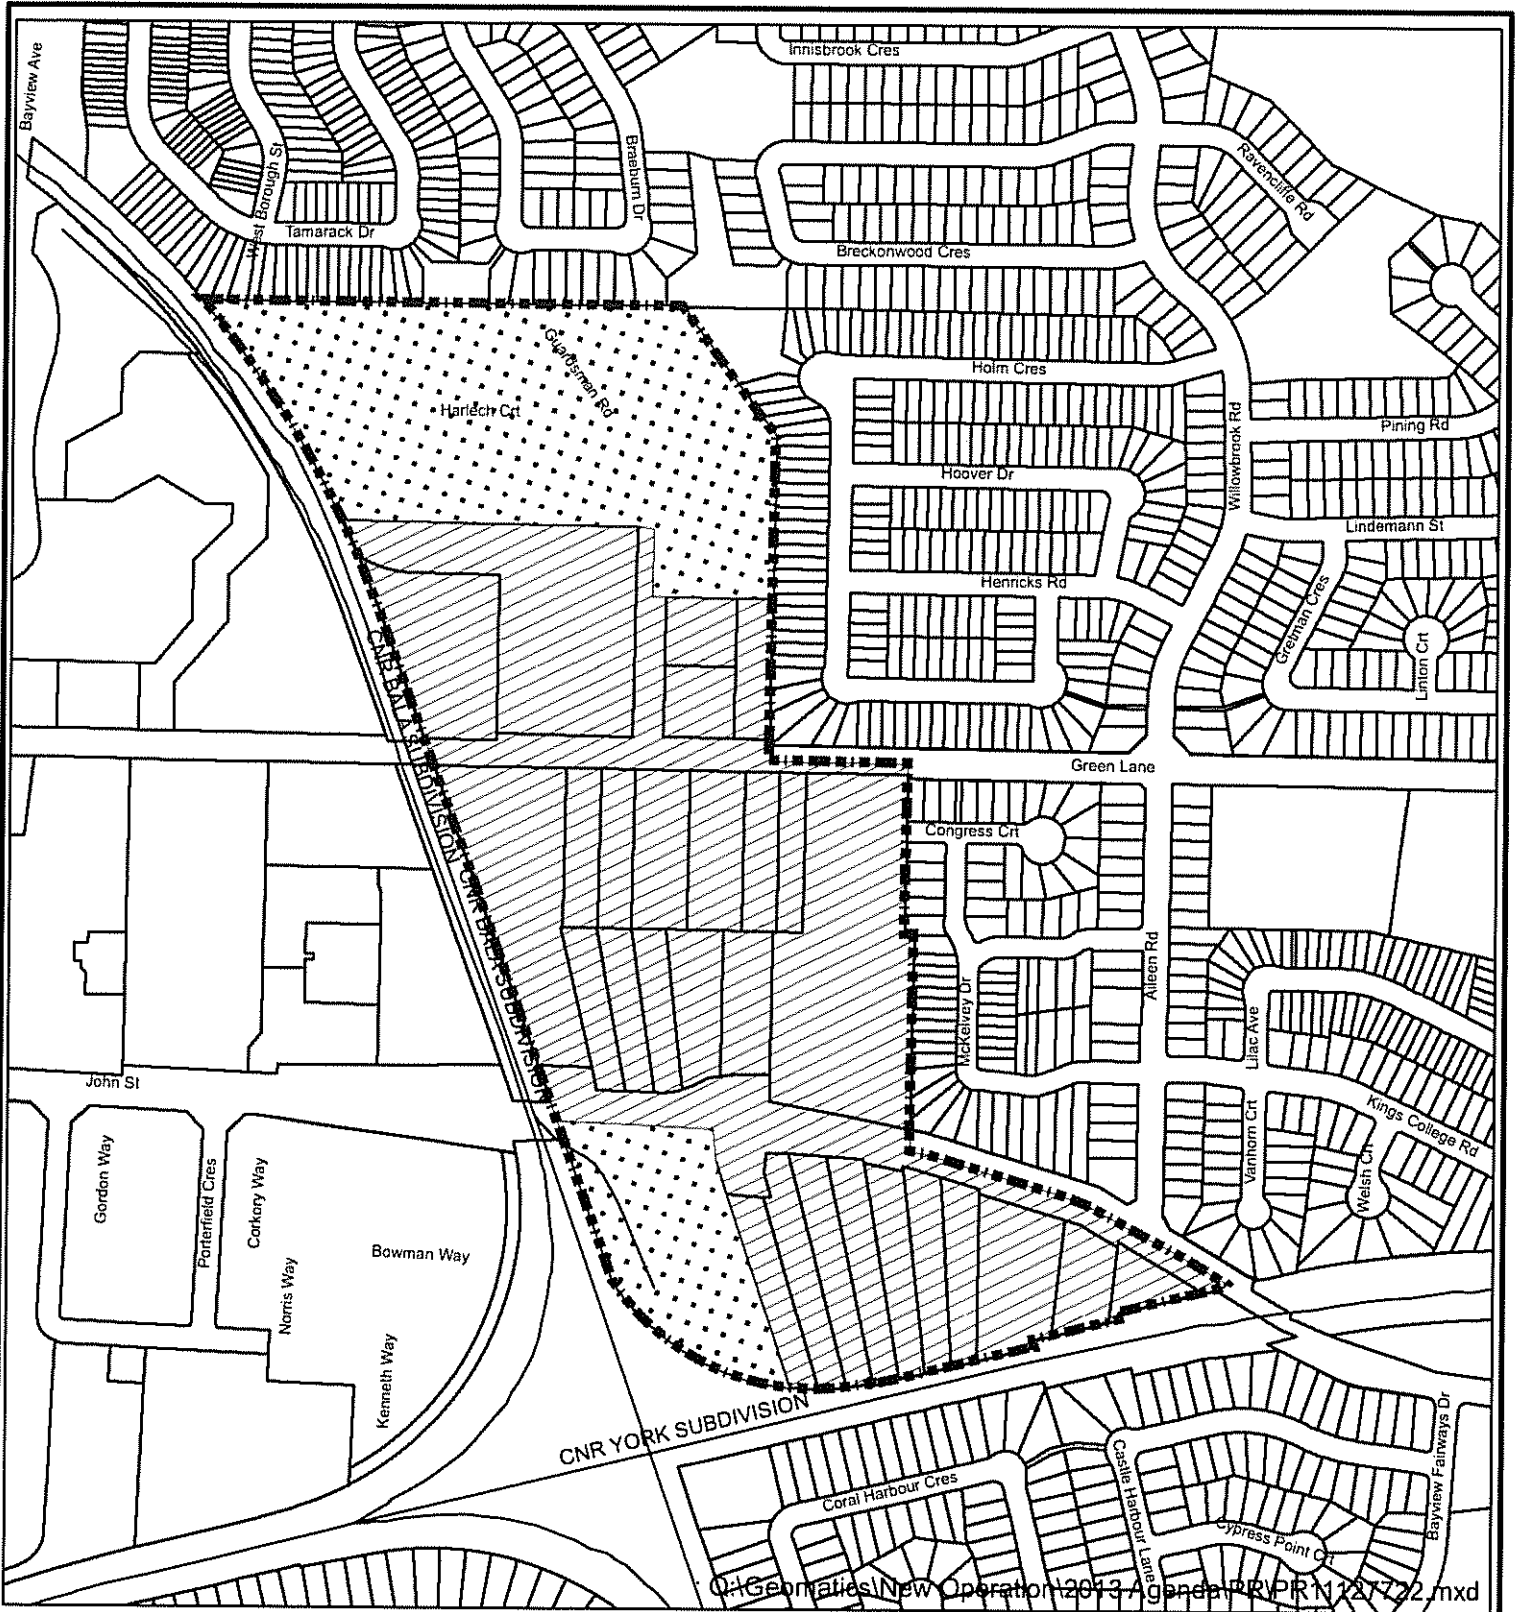 Innisbrook Cres
Bayview Ave
Braeburn Dr
Ravencliffe Rd
West Borough St
Tamarack Dr
Breckonwood Cres
Guardsman Rd
Holm Cres
Harlech Crt
Willowbrook Rd
Pining Rd
Hoover Dr
Lindemann St
Henricks Rd
Gretman Cres
Linton Crt
CNR BALA SUBDIVISION
Green Lane
Congress Crt
CNR BALA SUBDIVISION
Aileen Rd
McKelvey Dr
Lilac Ave
John St
Kings College Rd
Vanhorn Crt
Welsh Crt
Gordon Way
Porterfield Cres
Corkory Way
Bowman Way
Norris Way
Kenneth Way
CNR YORK SUBDIVISION
Bayview Fairways Dr
Castle Harbour Lane
Coral Harbour Cres
Cypress Point Crt
Q:\Geomatics\New Operation\2013 Agenda\PR\PR11127722.mxd